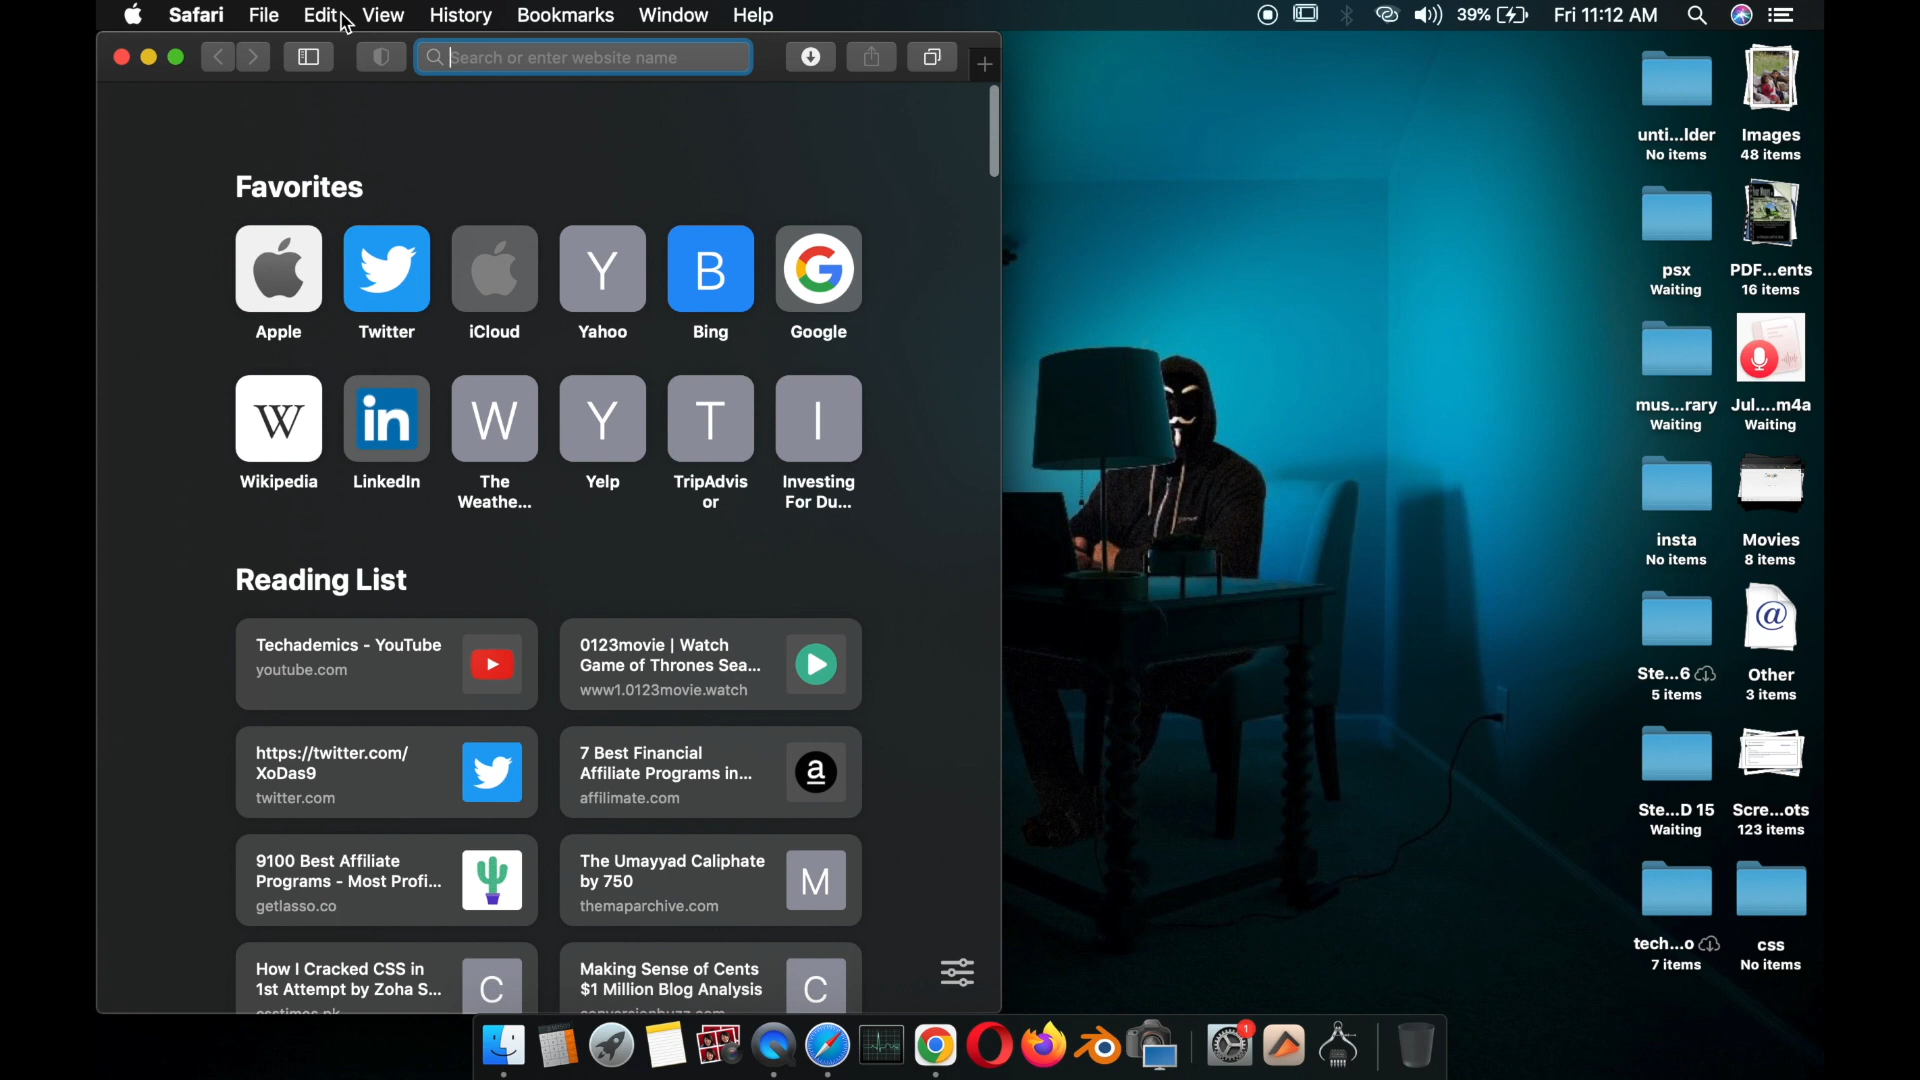 Safari File Edit View History Bookmarks Window Help
39% Fri 11:12 AM
Search or enter website name
Favorites
Apple Twitter iCloud Y Yahoo B Bing Google
W Wikipedia in LinkedIn W The Weathe... Y Yelp T TripAdvisor I Investing For Du...
Reading List
Techademics - YouTube
youtube.com
0123movie | Watch
Game of Thrones Sea...
www1.0123movie.watch
https://twitter.com/
XoDas9
twitter.com
7 Best Financial
Affiliate Programs in...
affilimate.com
a
9100 Best Affiliate
Programs - Most Profi...
getlasso.co
The Umayyad Caliphate
by 750
themaparchive.com
M
How I Cracked CSS in
1st Attempt by Zoha S...
C
Making Sense of Cents
$1 Million Blog Analysis
C
unti...lder
No items
Images
48 items
psx
Waiting
PDF...ents
16 items
mus...rary
Waiting
Jul....m4a
Waiting
insta
No items
Movies
8 items
Ste...6
5 items
@
Other
3 items
Ste...D 15
Waiting
Scre...ots
123 items
tech...o
7 items
css
No items
1